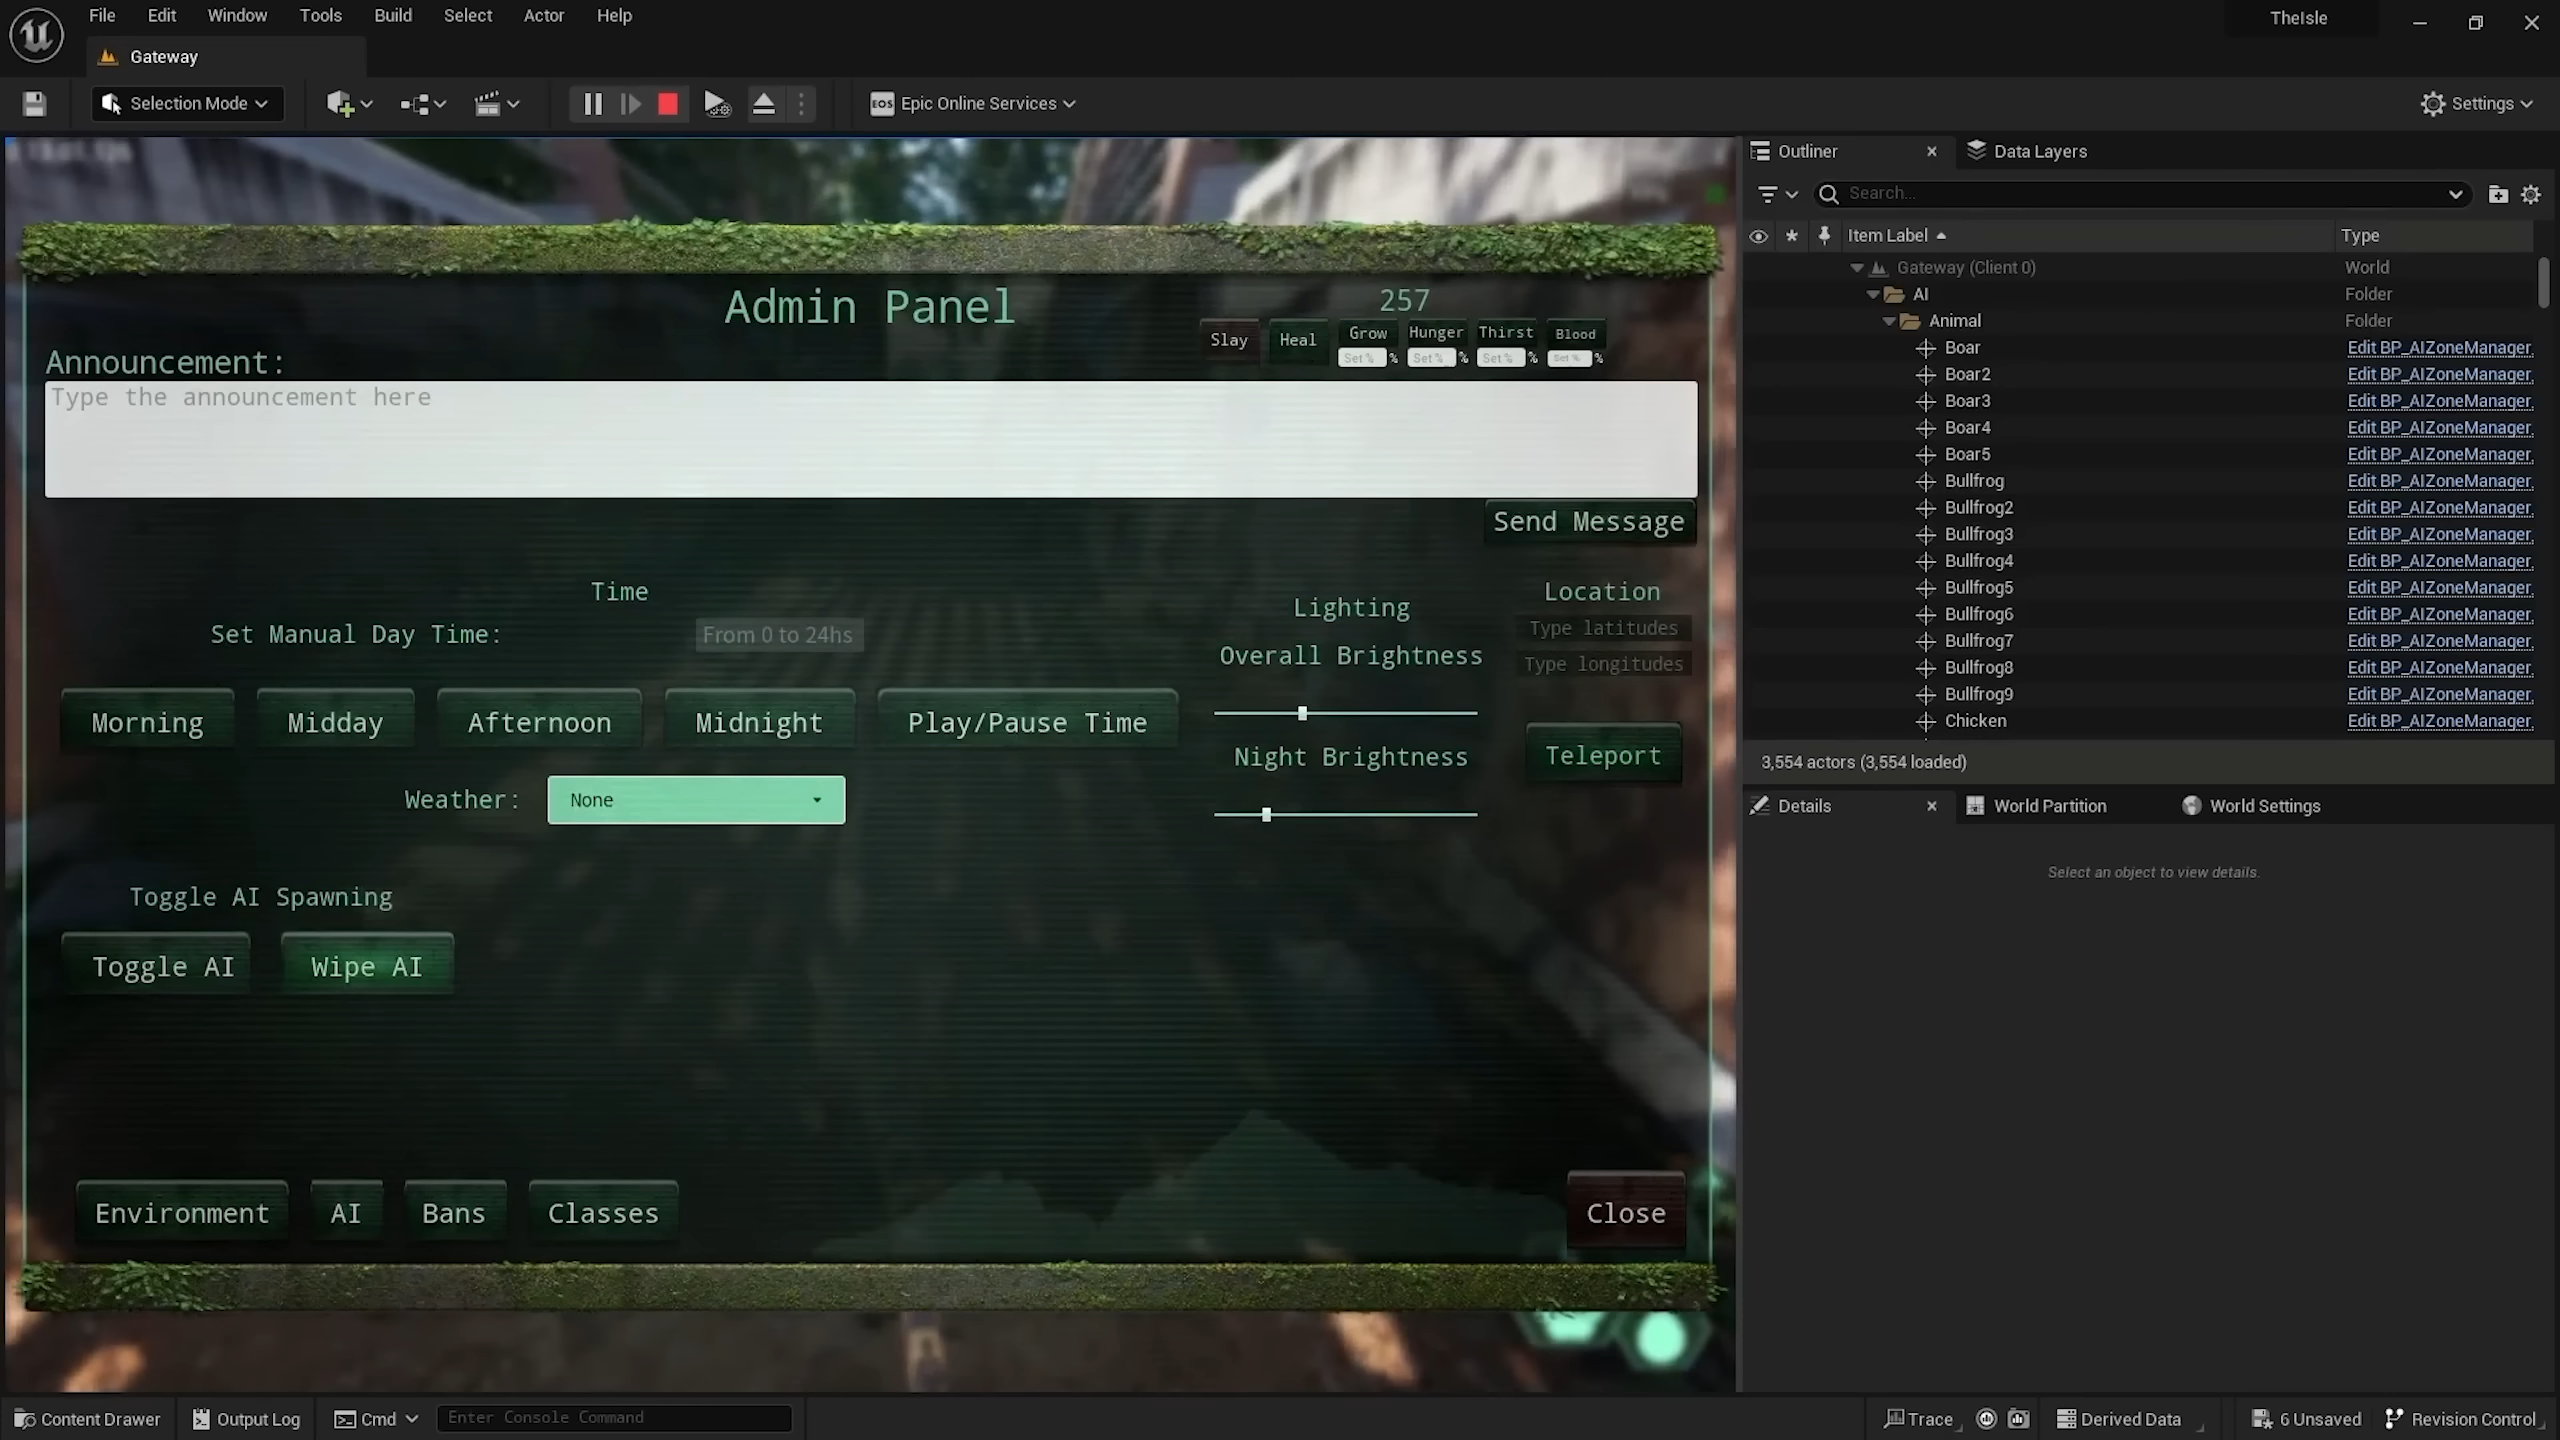 File Edit Window Tools Build Select Actor Help
TheIsle
Gateway
Selection Mode
EOS Epic Online Services
Settings
Outliner
Data Layers
Search...
Item Label Type
Gateway (Client 0) World
AI Folder
Animal Folder
Boar Edit BP_AIZoneManager
Boar2 Edit BP_AIZoneManager
Boar3 Edit BP_AIZoneManager
Boar4 Edit BP_AIZoneManager
Boar5 Edit BP_AIZoneManager
Bullfrog Edit BP_AIZoneManager
Bullfrog2 Edit BP_AIZoneManager
Bullfrog3 Edit BP_AIZoneManager
Bullfrog4 Edit BP_AIZoneManager
Bullfrog5 Edit BP_AIZoneManager
Bullfrog6 Edit BP_AIZoneManager
Bullfrog7 Edit BP_AIZoneManager
Bullfrog8 Edit BP_AIZoneManager
Bullfrog9 Edit BP_AIZoneManager
Chicken Edit BP_AIZoneManager
3,554 actors (3,554 loaded)
Details
World Partition
World Settings
Select an object to view details.
Admin Panel
257
Slay Heal Grow Hunger Thirst Blood
Set % % Set % % Set % % Set % %
Announcement:
Type the announcement here
Send Message
Time
Set Manual Day Time: From 0 to 24hs
Morning Midday Afternoon Midnight Play/Pause Time
Weather: None
Lighting
Overall Brightness
Night Brightness
Location
Type latitudes
Type longitudes
Teleport
Toggle AI Spawning
Toggle AI Wipe AI
Environment AI Bans Classes
Close
Content Drawer Output Log Cmd Enter Console Command
Trace Derived Data 6 Unsaved Revision Control